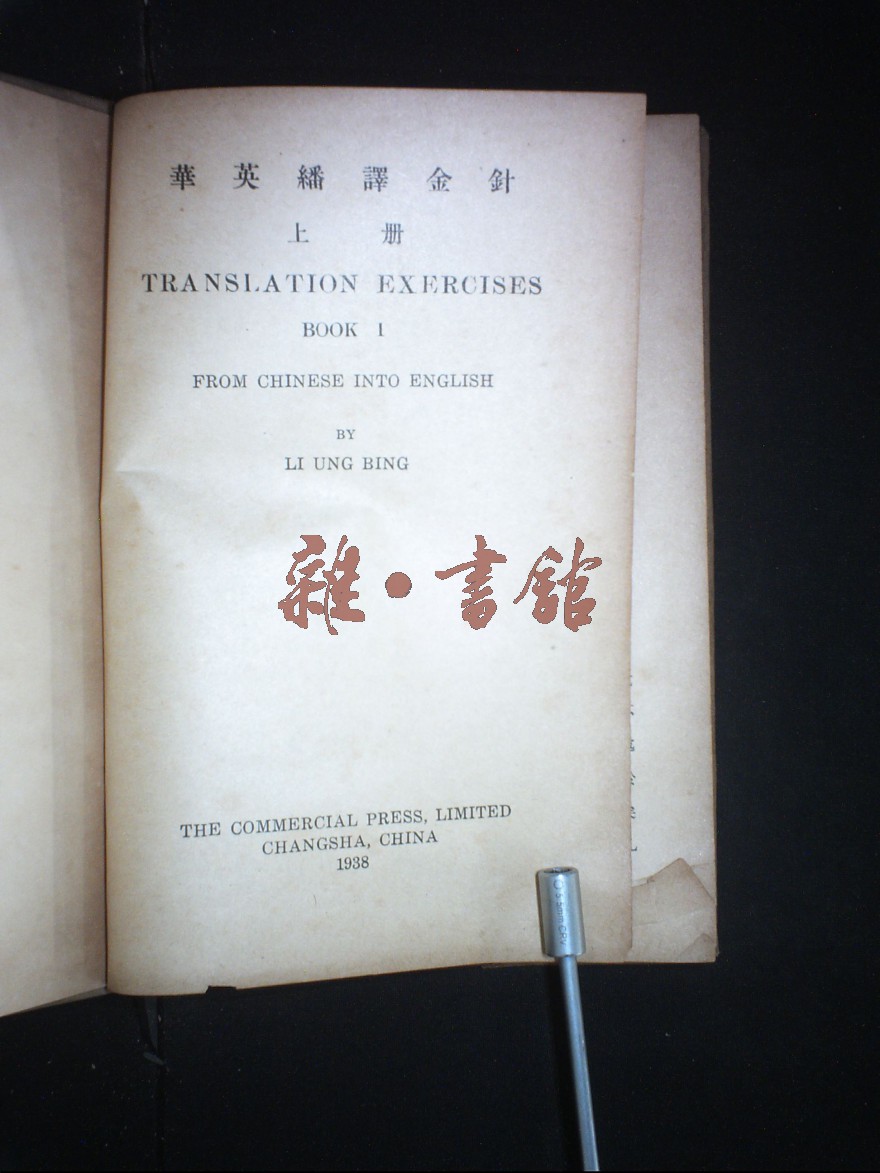 華英繙譯金針
上册
TRANSLATION EXERCISES
BOOK 1
FROM CHINESE INTO ENGLISH
BY
LI UNG BING
雜·書館
THE COMMERCIAL PRESS, LIMITED
CHANGSHA, CHINA
1938